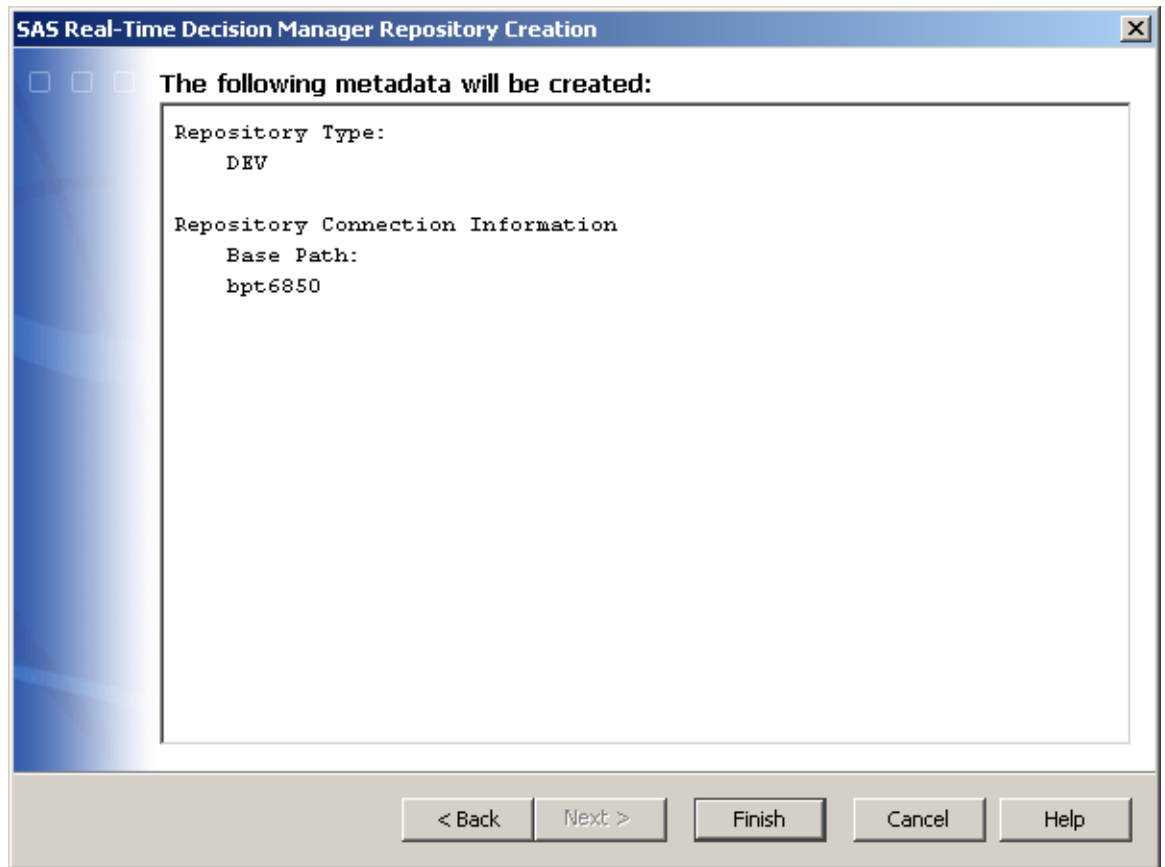 SAS Real-Time Decision Manager Repository Creation
The following metadata will be created:
Repository Type:
DEV
Repository Connection Information
Base Path:
bpt6850
< Back
Next >
Finish
Cancel
Help